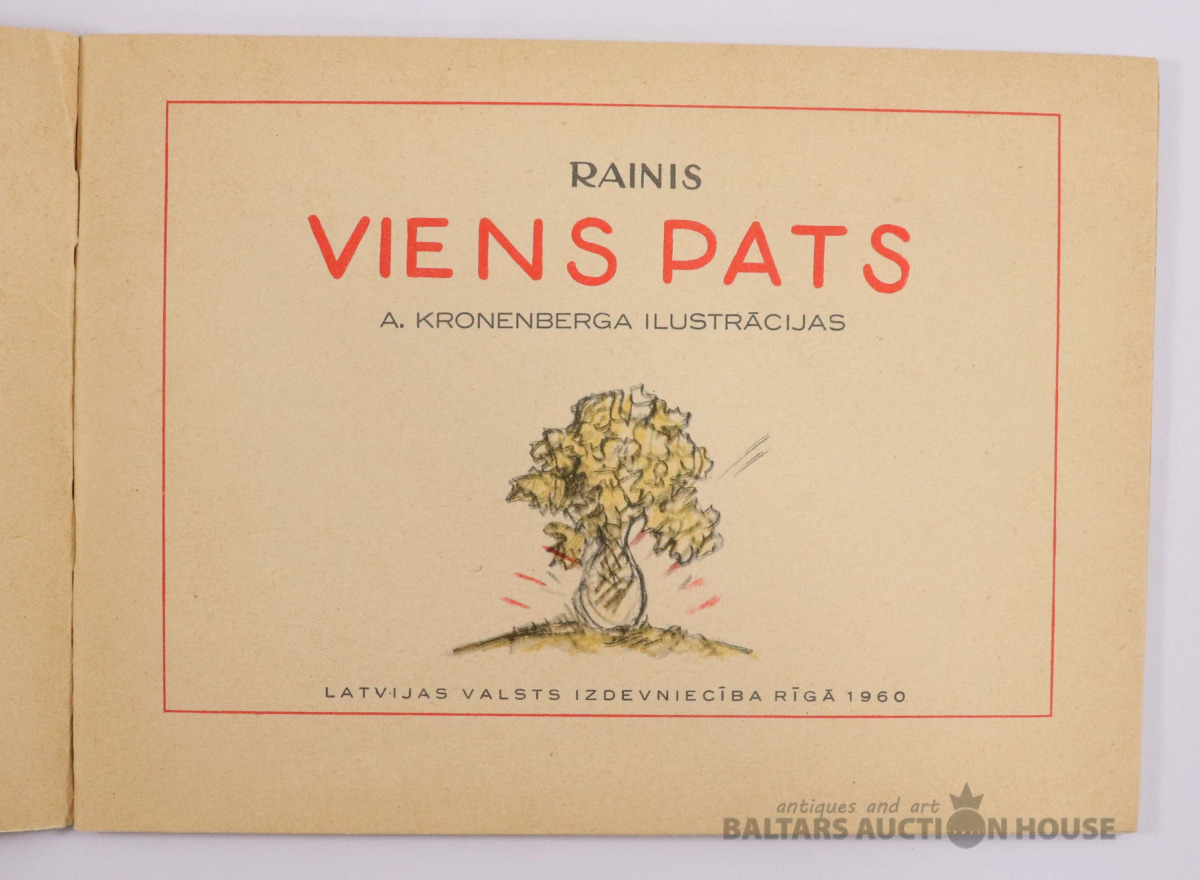 RAINIS
VIENS PATS
A. KRONENBERGA ILUSTRĀCIJAS
LATVIJAS VALSTS IZDEVNIECĪBA RĪGĀ 1960
antiques and art
BALTARS AUCTION HOUSE